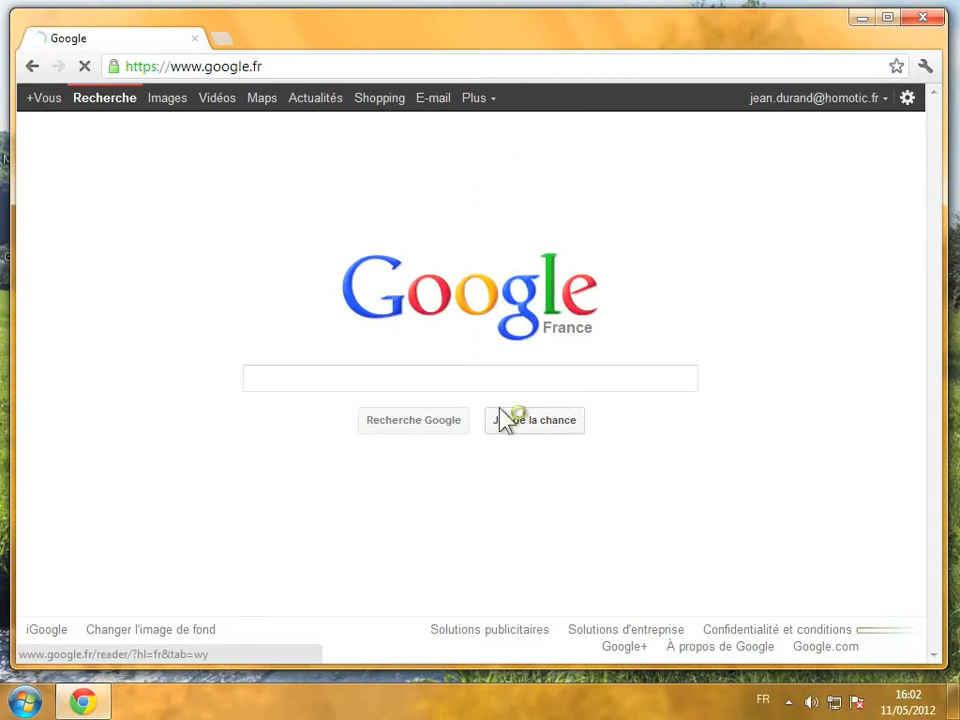 Google
https://www.google.fr
+Vous Recherche Images Vidéos Maps Actualités Shopping E-mail Plus jean.durand@homotic.fr
Google
France
Recherche Google la chance
iGoogle Changer l'image de fond Solutions publicitaires Solutions d'entreprise Confidentialité et conditions
Google+ À propos de Google Google.com
www.google.fr/reader/?hl=fr&tab=wy
FR 16:02
11/05/2012